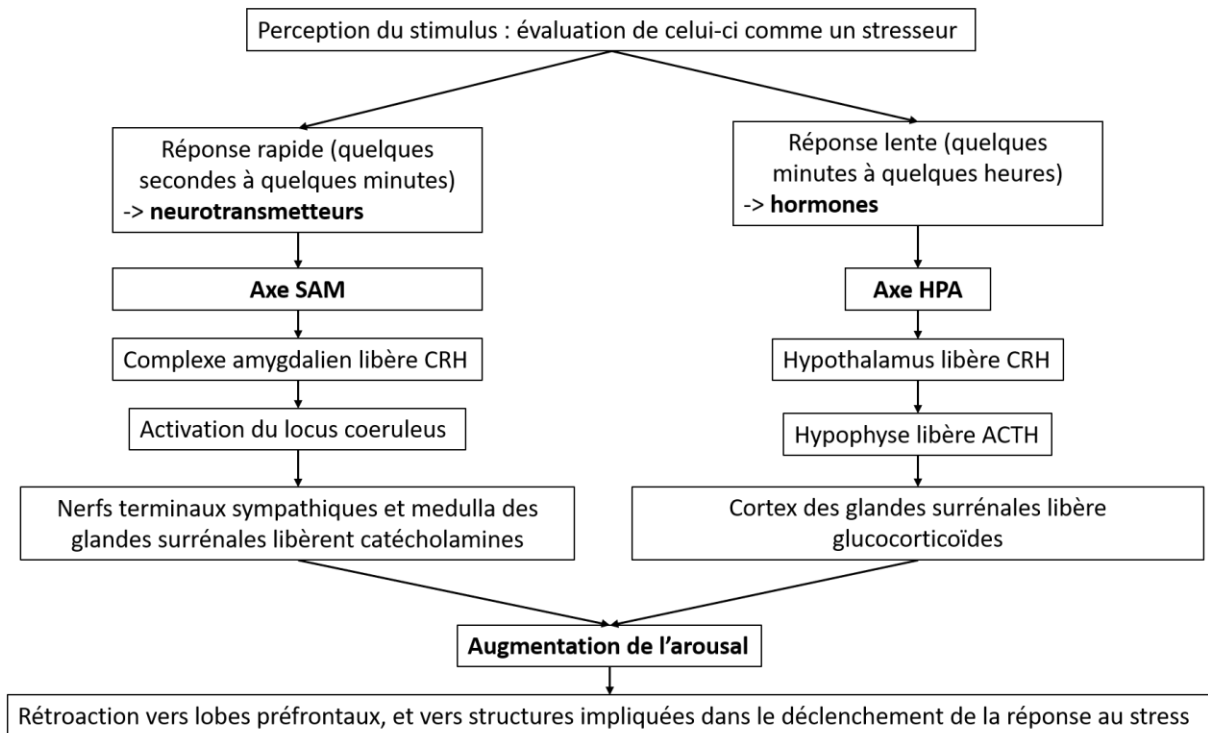 Perception du stimulus : évaluation de celui-ci comme un stresseur
Réponse rapide (quelques
secondes à quelques minutes)
-> neurotransmetteurs
Réponse lente (quelques
minutes à quelques heures)
-> hormones
Axe SAM
Axe HPA
Complexe amygdalien libère CRH
Hypothalamus libère CRH
Activation du locus coeruleus
Hypophyse libère ACTH
Nerfs terminaux sympathiques et medulla des
glandes surrénales libèrent catécholamines
Cortex des glandes surrénales libère
glucocorticoïdes
Augmentation de l’arousal
Rétroaction vers lobes préfrontaux, et vers structures impliquées dans le déclenchement de la réponse au stress